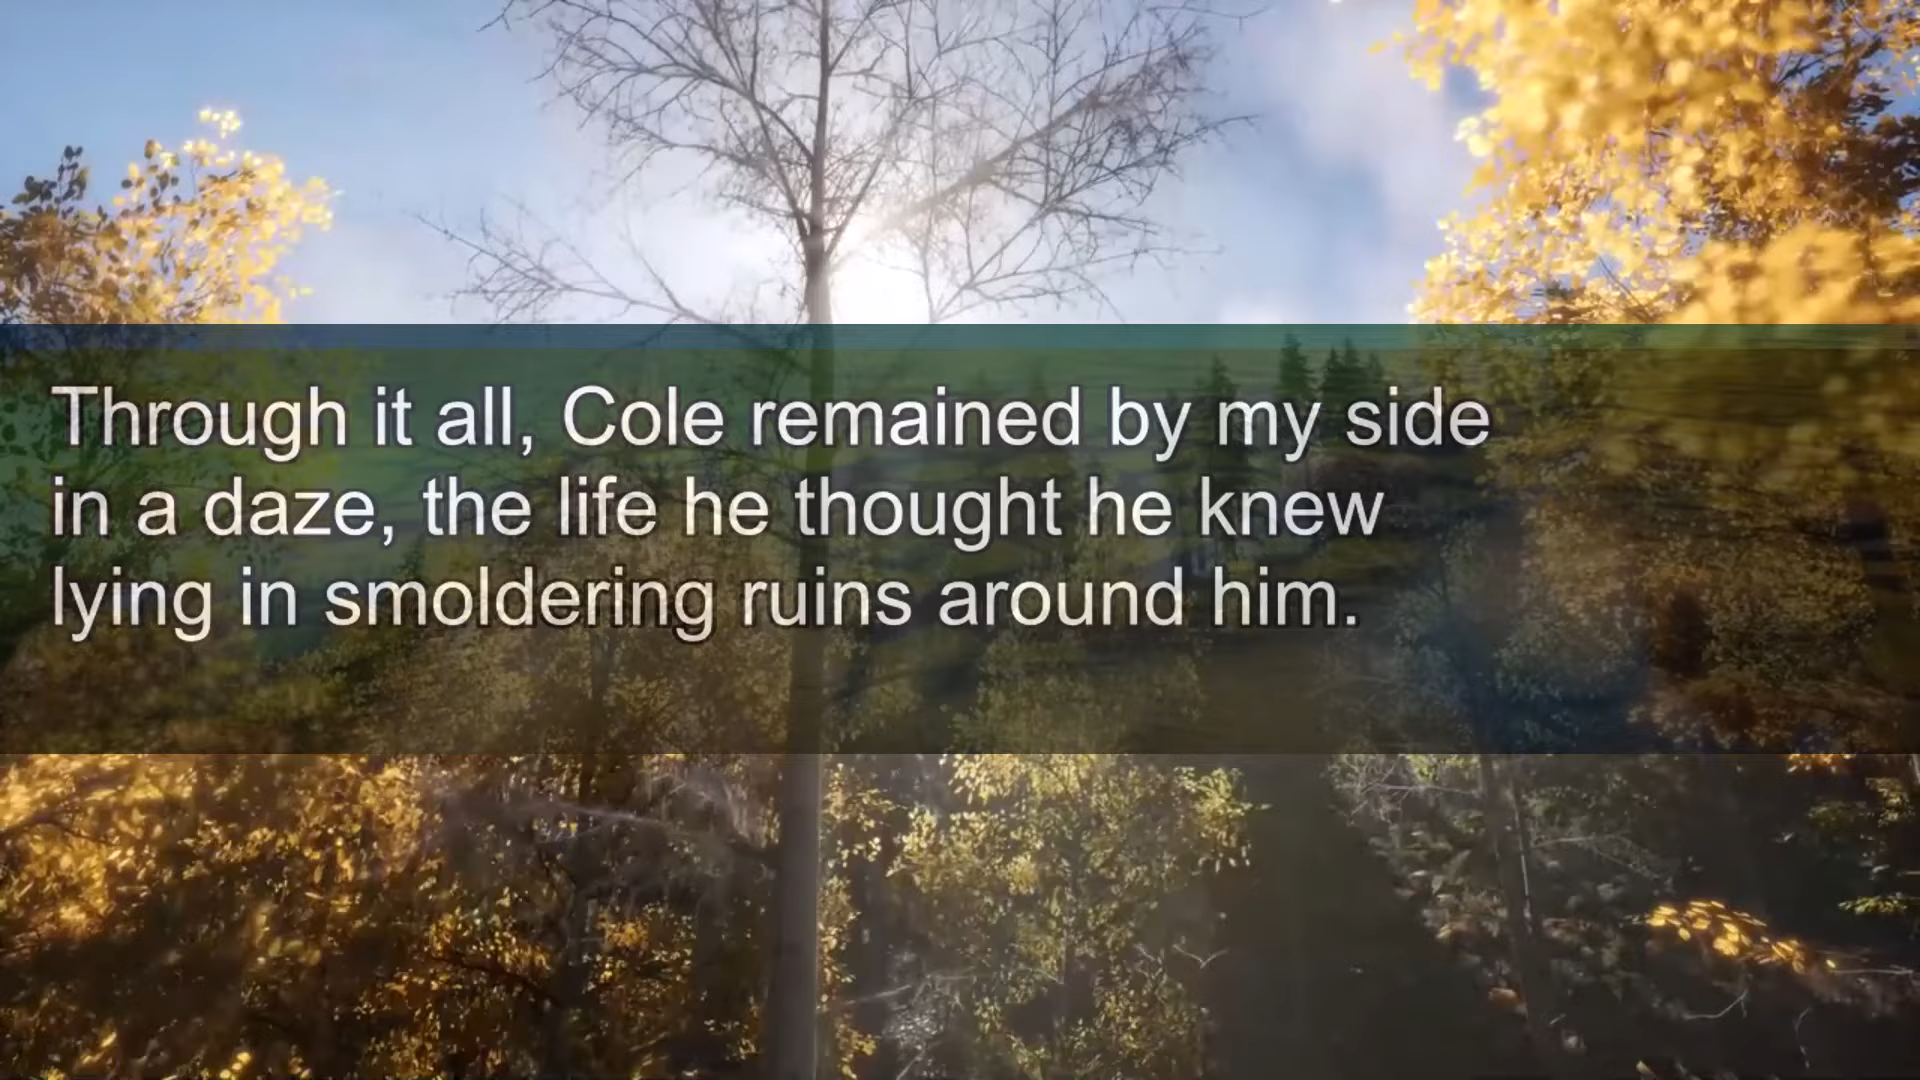 Through it all, Cole remained by my side
in a daze, the life he thought he knew
lying in smoldering ruins around him.